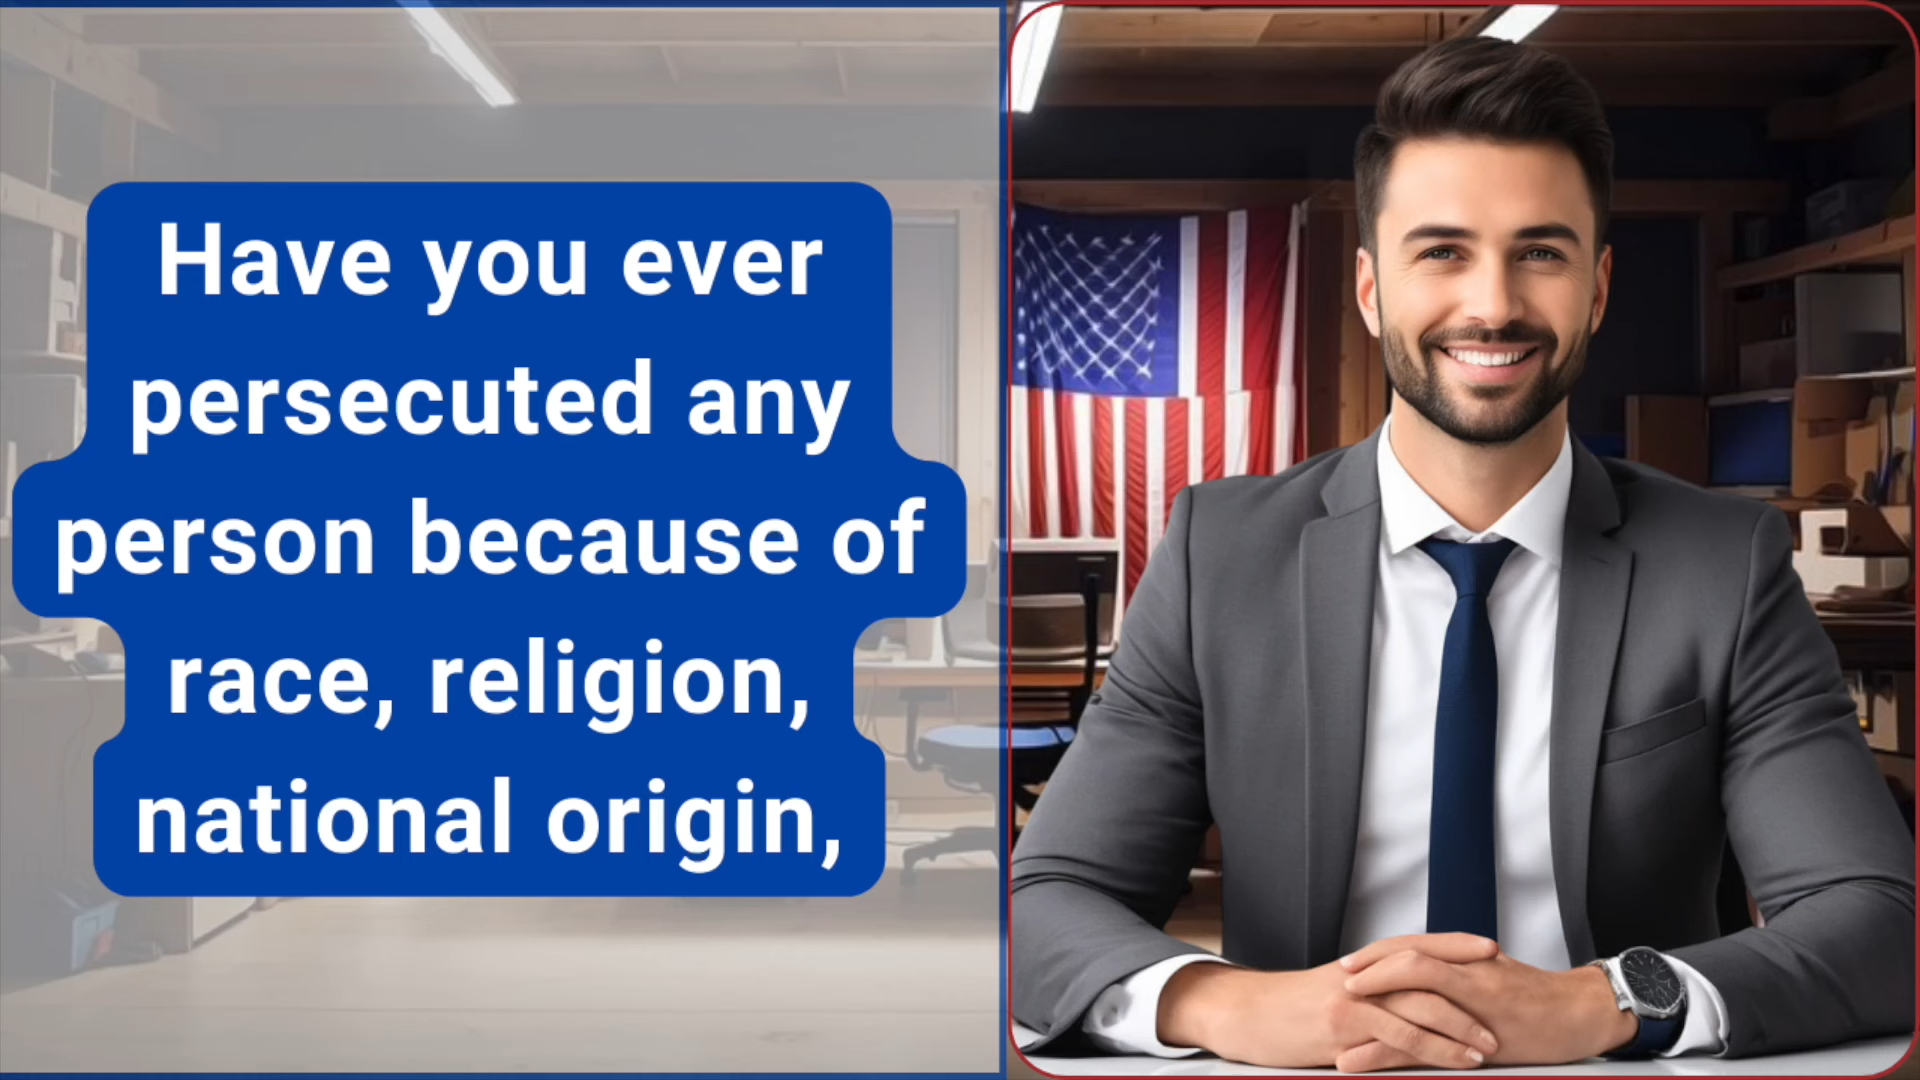 Have you ever
persecuted any
person because of
race, religion,
national origin,